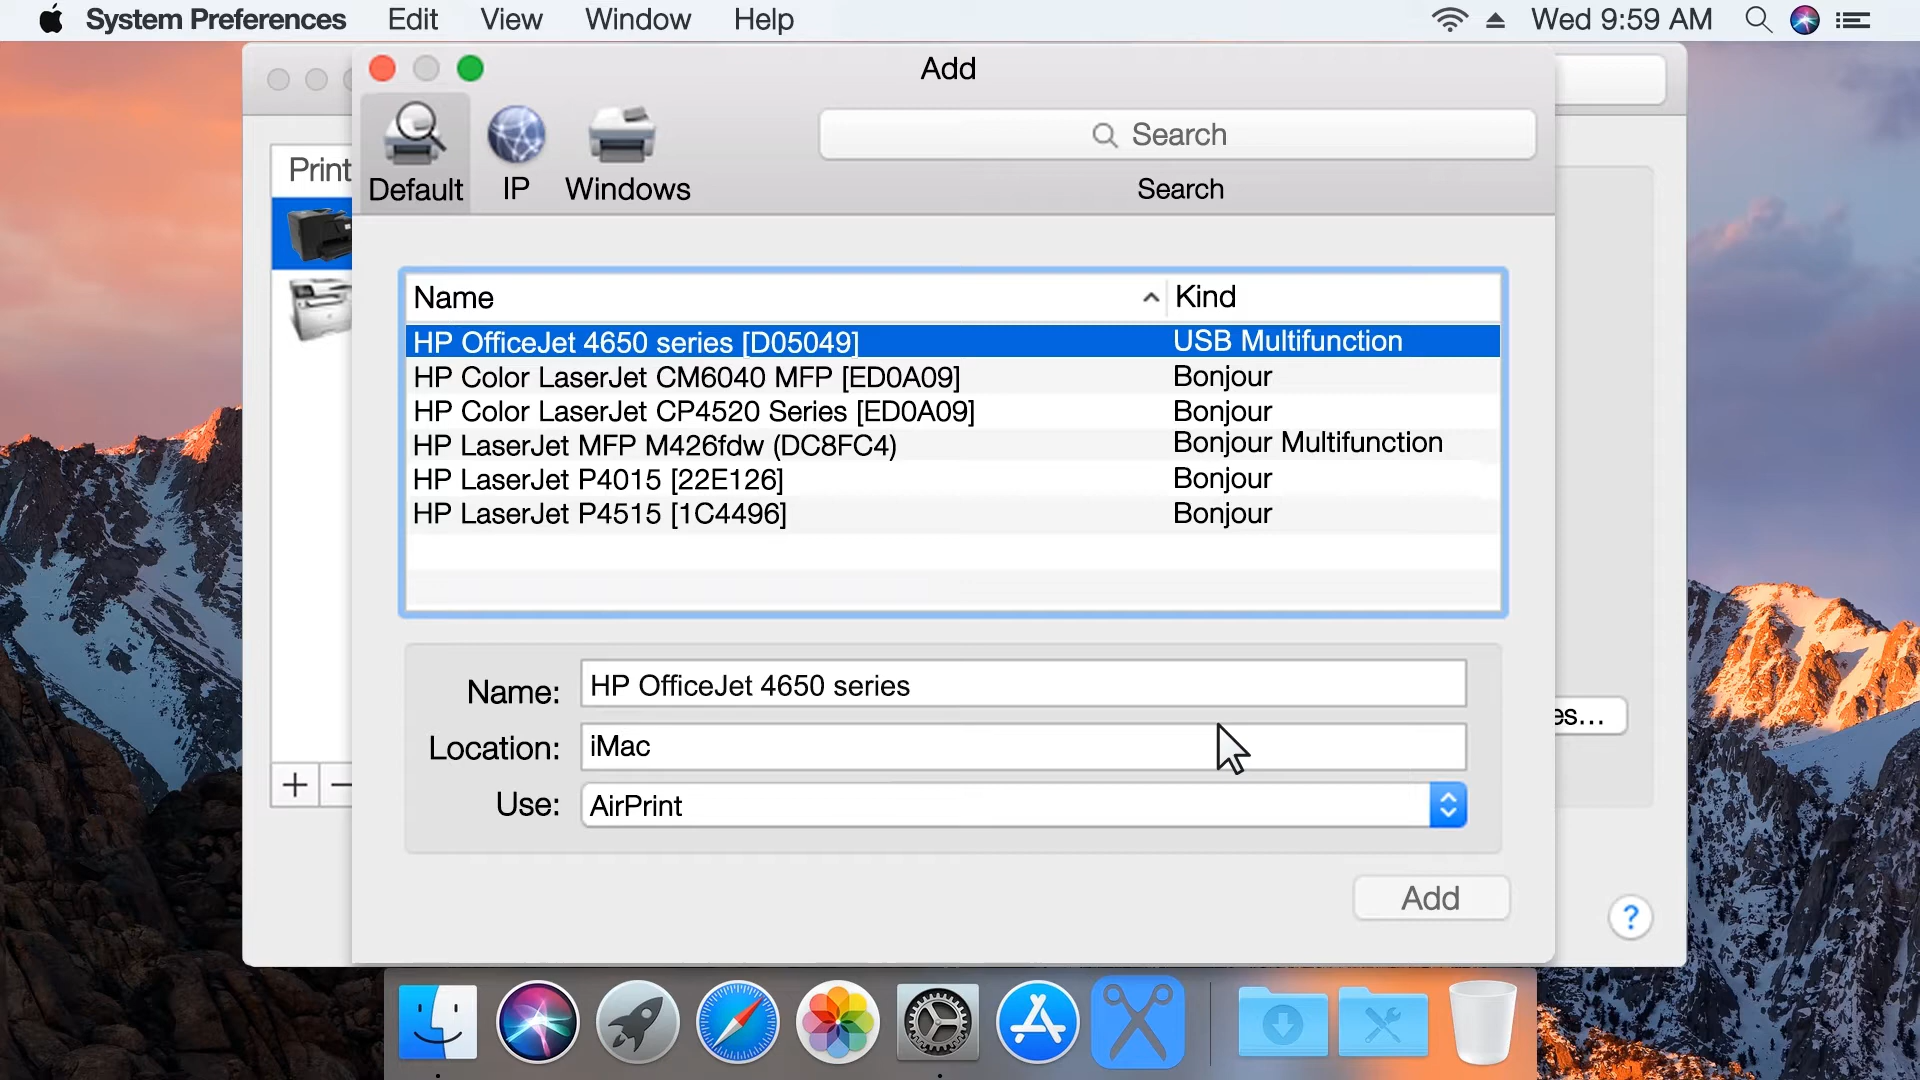 System Preferences Edit View Window Help Wed 9:59 AM
Add
Search
Default IP Windows Search
Print
Name Kind
HP OfficeJet 4650 series [D05049] USB Multifunction
HP Color LaserJet CM6040 MFP [ED0A09] Bonjour
HP Color LaserJet CP4520 Series [ED0A09] Bonjour
HP LaserJet MFP M426fdw (DC8FC4) Bonjour Multifunction
HP LaserJet P4015 [22E126] Bonjour
HP LaserJet P4515 [1C4496] Bonjour
Name: HP OfficeJet 4650 series
es...
Location: iMac
Use: AirPrint
Add
?